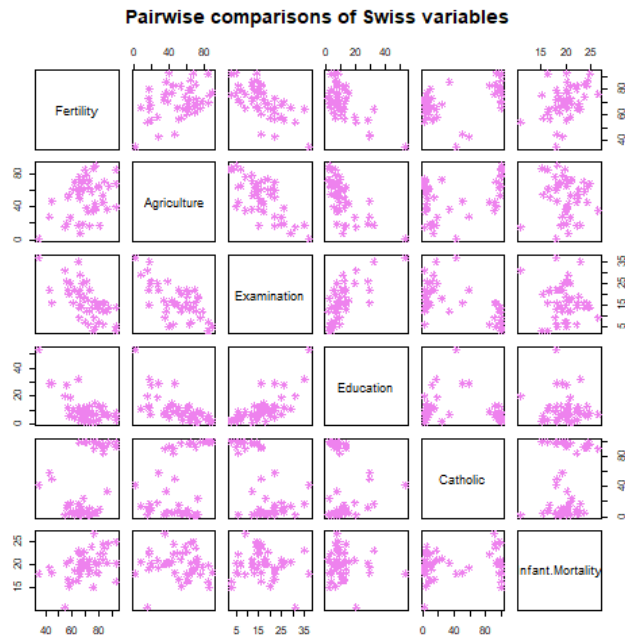 Pairwise comparisons of Swiss variables
0 40 80
0 20 40
15 20 25
Fertility
40 60 80
0 40 80
Agriculture
Examination
5 15 25 35
0 20 40
Education
Catholic
0 40 80
15 20 25
nfant.Mortality
40 60 80
5 15 25 35
0 40 80